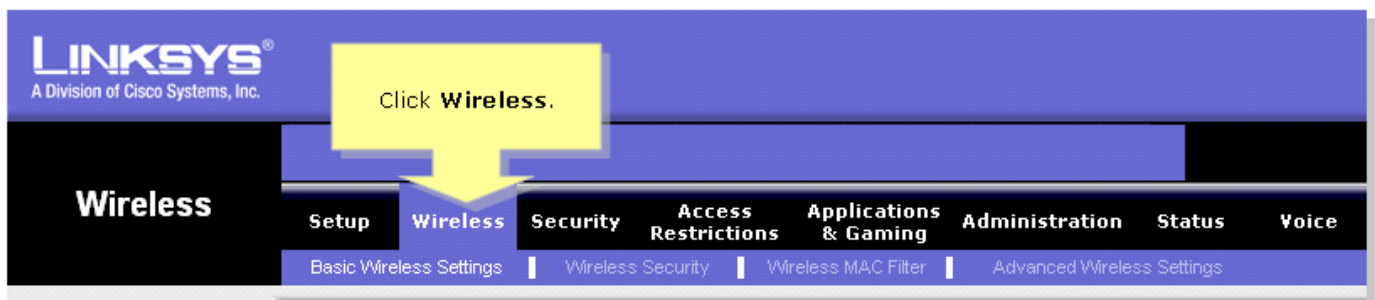 LINKSYS®
A Division of Cisco Systems, Inc.
Click Wireless.
Wireless
Setup Wireless Security Access Restrictions Applications & Gaming Administration Status Voice
Basic Wireless Settings Wireless Security Wireless MAC Filter Advanced Wireless Settings